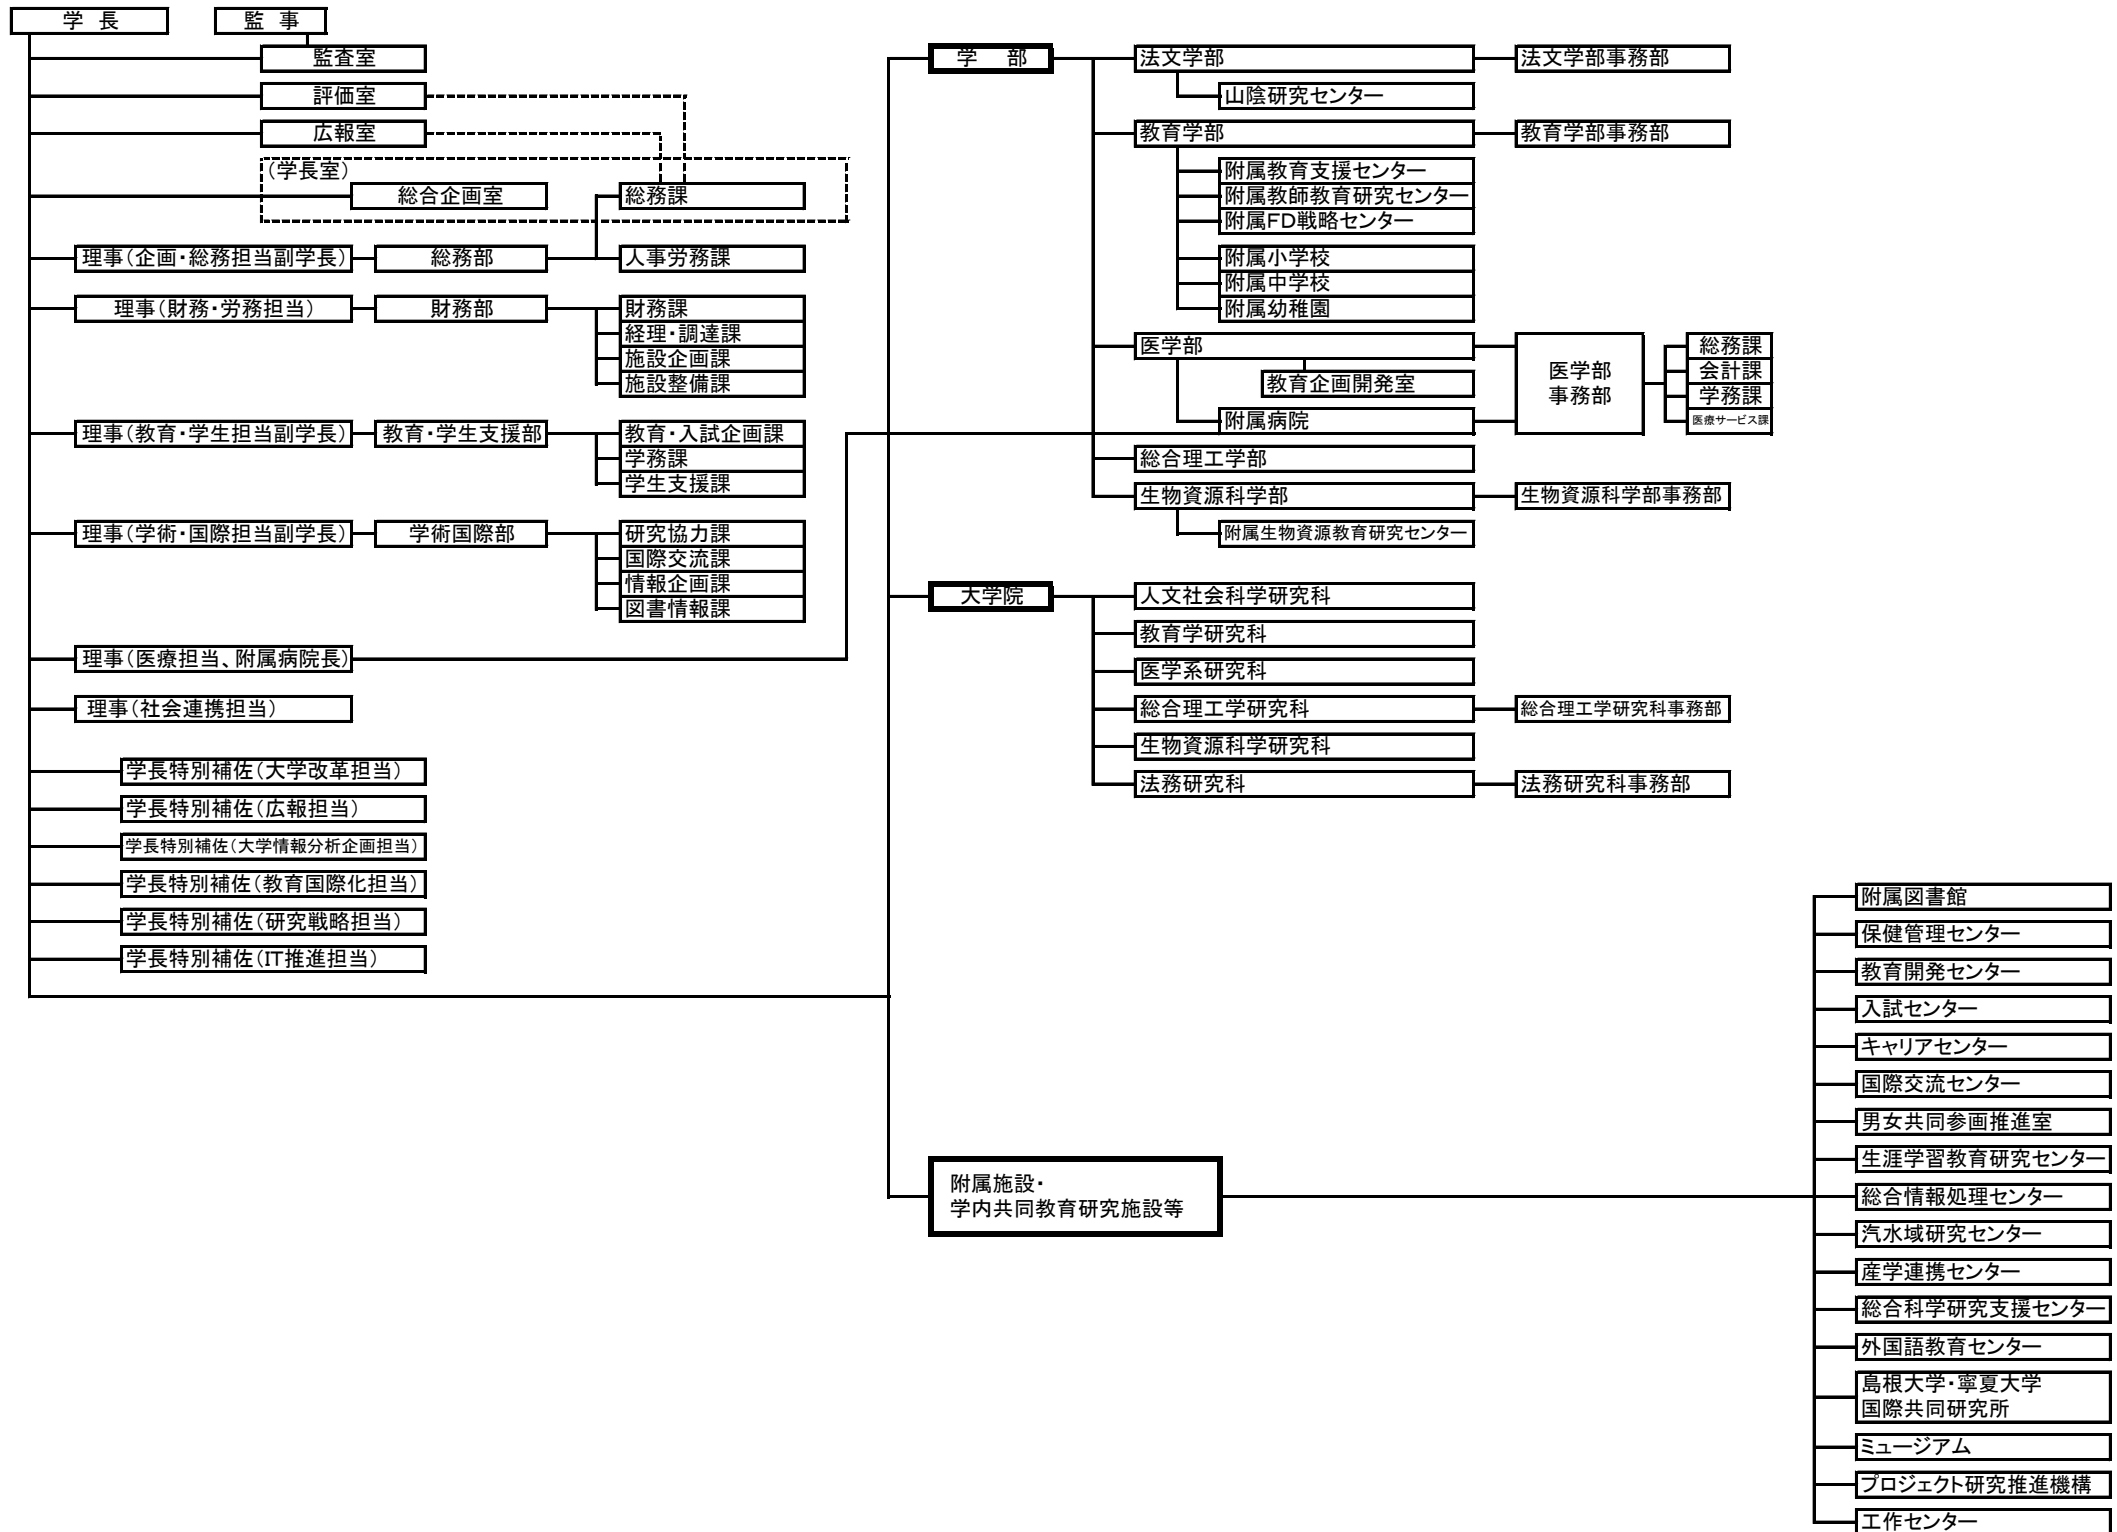 学 長
監 事
監査室
評価室
広報室
(学長室)
総合企画室
総務課
理事(企画・総務担当副学長)
総務部
人事労務課
理事(財務・労務担当)
財務部
財務課
経理・調達課
施設企画課
施設整備課
理事(教育・学生担当副学長)
教育・学生支援部
教育・入試企画課
学務課
学生支援課
理事(学術・国際担当副学長)
学術国際部
研究協力課
国際交流課
情報企画課
図書情報課
理事(医療担当、附属病院長)
理事(社会連携担当)
学長特別補佐(大学改革担当)
学長特別補佐(広報担当)
学長特別補佐(大学情報分析企画担当)
学長特別補佐(教育国際化担当)
学長特別補佐(研究戦略担当)
学長特別補佐(IT推進担当)
学 部
法文学部
法文学部事務部
山陰研究センター
教育学部
教育学部事務部
附属教育支援センター
附属教師教育研究センター
附属FD戦略センター
附属小学校
附属中学校
附属幼稚園
医学部
教育企画開発室
附属病院
医学部
事務部
総務課
会計課
学務課
医療サービス課
総合理工学部
生物資源科学部
生物資源科学部事務部
附属生物資源教育研究センター
大学院
人文社会科学研究科
教育学研究科
医学系研究科
総合理工学研究科
総合理工学研究科事務部
生物資源科学研究科
法務研究科
法務研究科事務部
附属施設・
学内共同教育研究施設等
附属図書館
保健管理センター
教育開発センター
入試センター
キャリアセンター
国際交流センター
男女共同参画推進室
生涯学習教育研究センター
総合情報処理センター
汽水域研究センター
産学連携センター
総合科学研究支援センター
外国語教育センター
島根大学・寧夏大学
国際共同研究所
ミュージアム
プロジェクト研究推進機構
工作センター